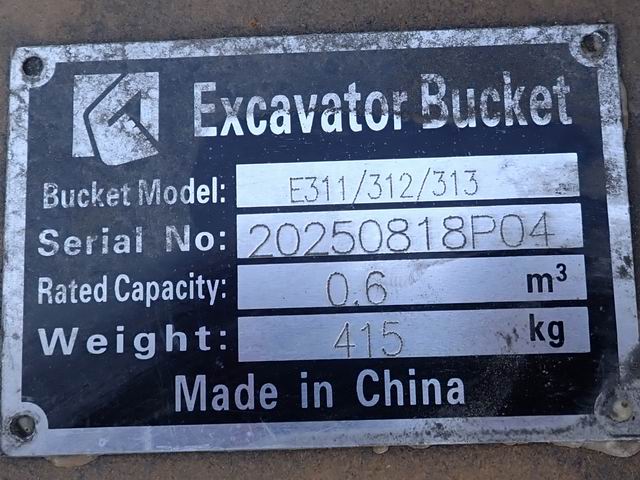 Excavator Bucket
Bucket Model: E311/312/313
Serial No: 20250818P04
Rated Capacity: 0.6 m³
Weight: 415 kg
Made in China